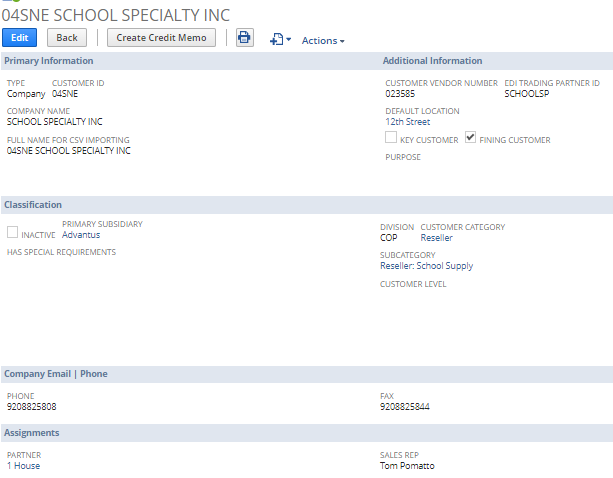 04SNE SCHOOL SPECIALTY INC
Edit Back Create Credit Memo Actions
Primary Information Additional Information
TYPE CUSTOMER ID CUSTOMER VENDOR NUMBER EDI TRADING PARTNER ID
Company 04SNE 023585 SCHOOLSP
COMPANY NAME DEFAULT LOCATION
SCHOOL SPECIALTY INC 12th Street
FULL NAME FOR CSV IMPORTING KEY CUSTOMER FINING CUSTOMER
04SNE SCHOOL SPECIALTY INC
PURPOSE
Classification
INACTIVE PRIMARY SUBSIDIARY DIVISION CUSTOMER CATEGORY
Advantus COP Reseller
HAS SPECIAL REQUIREMENTS SUBCATEGORY
Reseller: School Supply
CUSTOMER LEVEL
Company Email | Phone
PHONE FAX
9208825808 9208825844
Assignments
PARTNER SALES REP
1 House Tom Pomatto